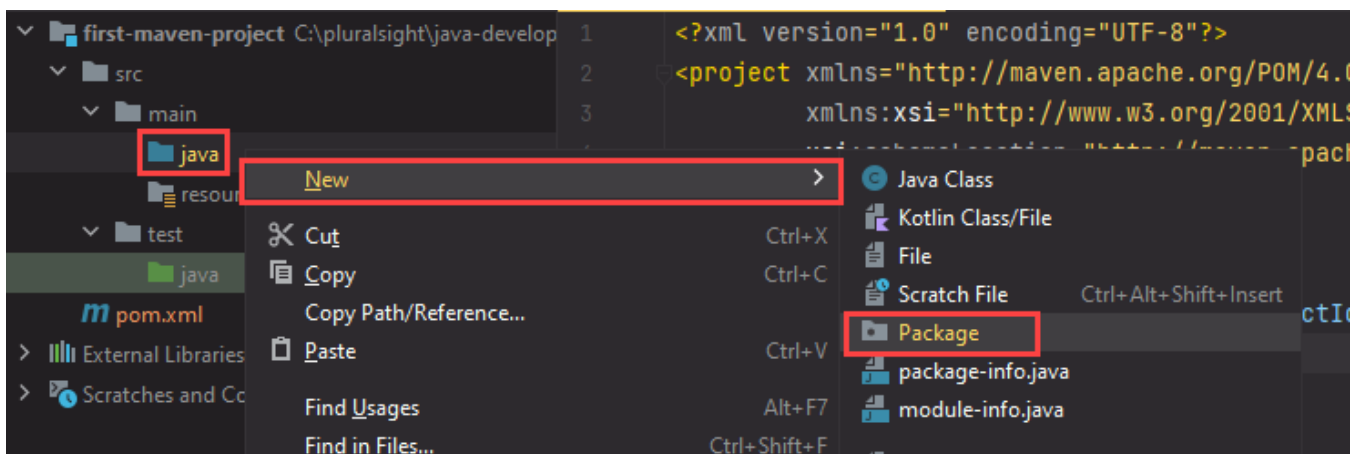 first-maven-project C:\pluralsight\java-develop
src
main
java
test
java
pom.xml
External Libraries
Scratches and
1 <?xml version="1.0" encoding="UTF-8"?>
2 <project xmlns="http://maven.apache.org/POM/4.0
3 xmlns:xsi="http://www.w3.org/2001/XMLS
New
Cut Ctrl+X
Copy Ctrl+C
Copy Path/Reference...
Paste Ctrl+V
Find Usages Alt+F7
Find in Files... Ctrl+Shift+F
Java Class
Kotlin Class/File
File
Scratch File Ctrl+Alt+Shift+Insert
Package
package-info.java
module-info.java